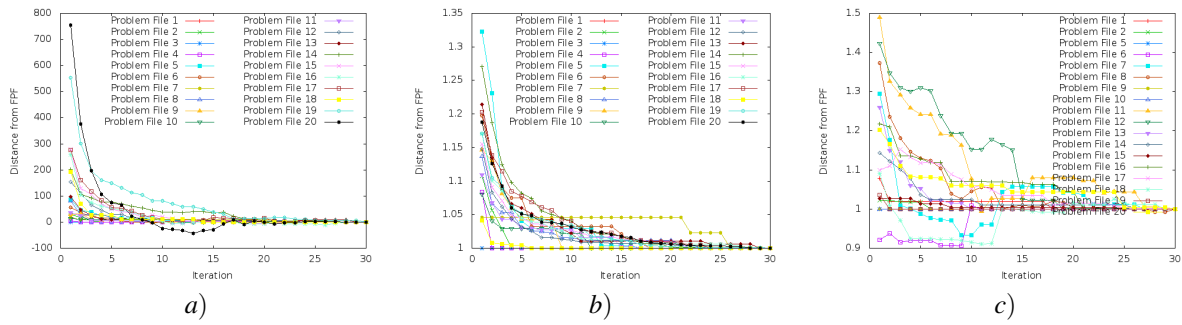 800
700
600
500
400
300
200
100
0
-100
0 5 10 15 20 25 30
Distance from FPF
Iteration
Problem File 1
Problem File 2
Problem File 3
Problem File 4
Problem File 5
Problem File 6
Problem File 7
Problem File 8
Problem File 9
Problem File 10
Problem File 11
Problem File 12
Problem File 13
Problem File 14
Problem File 15
Problem File 16
Problem File 17
Problem File 18
Problem File 19
Problem File 20
a)
1.35
1.3
1.25
1.2
1.15
1.1
1.05
1
0 5 10 15 20 25 30
Distance from FPF
Iteration
Problem File 1
Problem File 2
Problem File 3
Problem File 4
Problem File 5
Problem File 6
Problem File 7
Problem File 8
Problem File 9
Problem File 10
Problem File 11
Problem File 12
Problem File 13
Problem File 14
Problem File 15
Problem File 16
Problem File 17
Problem File 18
Problem File 19
Problem File 20
b)
1.5
1.4
1.3
1.2
1.1
1
0.9
0 5 10 15 20 25 30
Distance from FPF
Iteration
Problem File 1
Problem File 2
Problem File 5
Problem File 6
Problem File 7
Problem File 8
Problem File 9
Problem File 10
Problem File 11
Problem File 12
Problem File 13
Problem File 14
Problem File 15
Problem File 16
Problem File 17
Problem File 18
Problem File 19
Problem File 20
c)